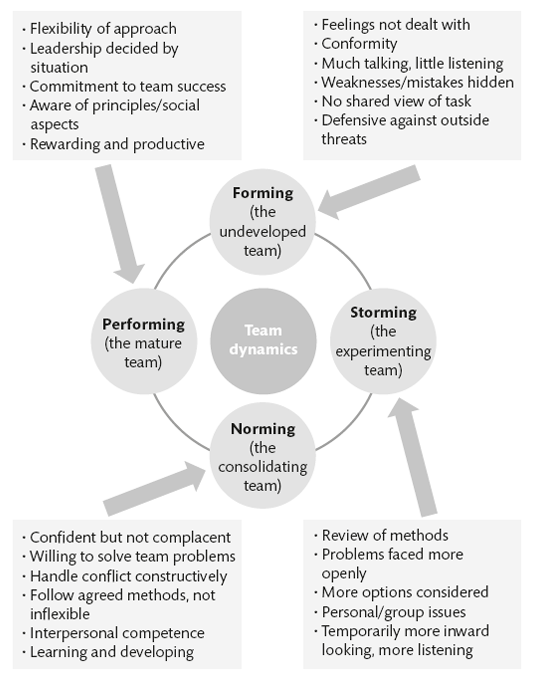 · Flexibility of approach
· Leadership decided by
situation
· Commitment to team success
· Aware of principles/social
aspects
· Rewarding and productive
· Feelings not dealt with
· Conformity
· Much talking, little listening
· Weaknesses/mistakes hidden
· No shared view of task
· Defensive against outside
threats
Forming
(the
undeveloped
team)
Performing
(the mature
team)
Team
dynamics
Storming
(the
experimenting
team)
Norming
(the
consolidating
team)
· Confident but not complacent
· Willing to solve team problems
· Handle conflict constructively
· Follow agreed methods, not
inflexible
· Interpersonal competence
· Learning and developing
· Review of methods
· Problems faced more
openly
· More options considered
· Personal/group issues
· Temporarily more inward
looking, more listening